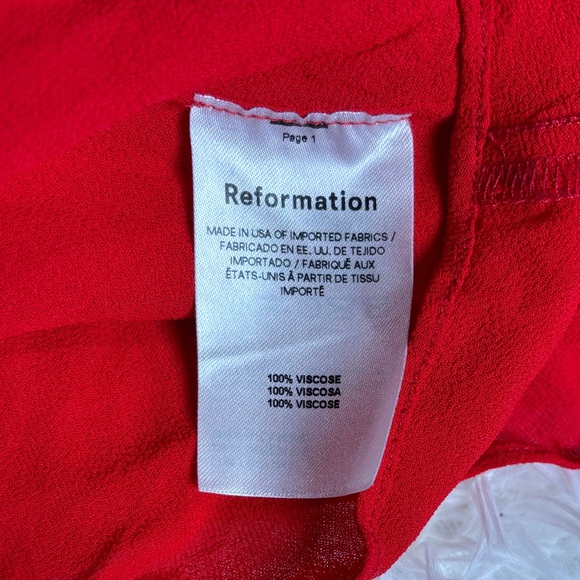 Page 1
Reformation
MADE IN USA OF IMPORTED FABRICS /
FABRICADO EN EE. UU. DE TEJIDO
IMPORTADO / FABRIQUÉ AUX
ÉTATS-UNIS À PARTIR DE TISSU
IMPORTÉ
100% VISCOSE
100% VISCOSA
100% VISCOSE